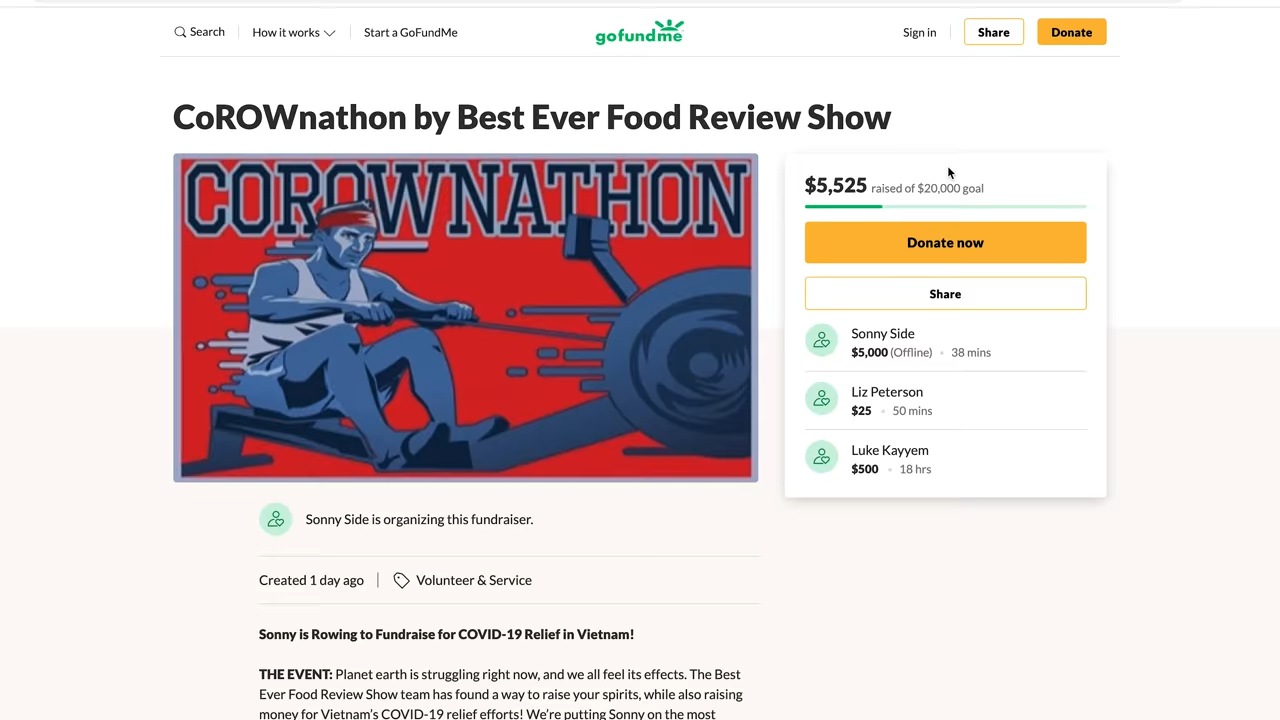 Search
How it works
Start a GoFundMe
gofundme
Sign in
Share
Donate
CoROWnathon by Best Ever Food Review Show
COROWNATHON
$5,525 raised of $20,000 goal
Donate now
Share
Sonny Side
$5,000 (Offline) • 38 mins
Liz Peterson
$25 • 50 mins
Luke Kayyem
$500 • 18 hrs
Sonny Side is organizing this fundraiser.
Created 1 day ago
Volunteer & Service
Sonny is Rowing to Fundraise for COVID-19 Relief in Vietnam!
THE EVENT: Planet earth is struggling right now, and we all feel its effects. The Best
Ever Food Review Show team has found a way to raise your spirits, while also raising
money for Vietnam's COVID-19 relief efforts! We're putting Sonny on the most